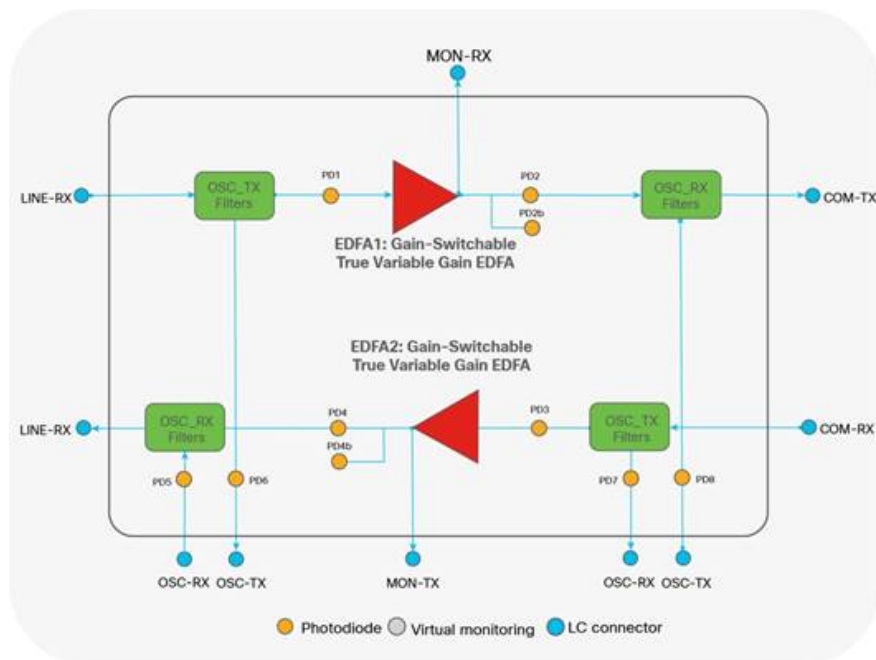 MON-RX
LINE-RX
OSC_TX
Filters
PD1
PD2
PD2b
OSC_RX
Filters
COM-TX
EDFA1: Gain-Switchable
True Variable Gain EDFA
EDFA2: Gain-Switchable
True Variable Gain EDFA
LINE-RX
OSC_RX
Filters
PD4
PD4b
PD3
OSC_TX
Filters
COM-RX
PD5
PD6
PD7
PD8
OSC-RX
OSC-TX
MON-TX
OSC-RX
OSC-TX
Photodiode
Virtual monitoring
LC connector